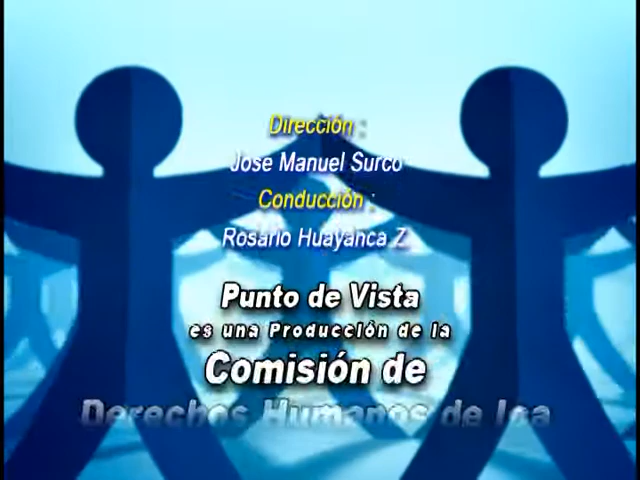 Dirección :
Jose Manuel Surco
Conducción :
Rosario Huayanca Z.
Punto de Vista
es una Producción de la
Comisión de
Derechos Humanos de Ica